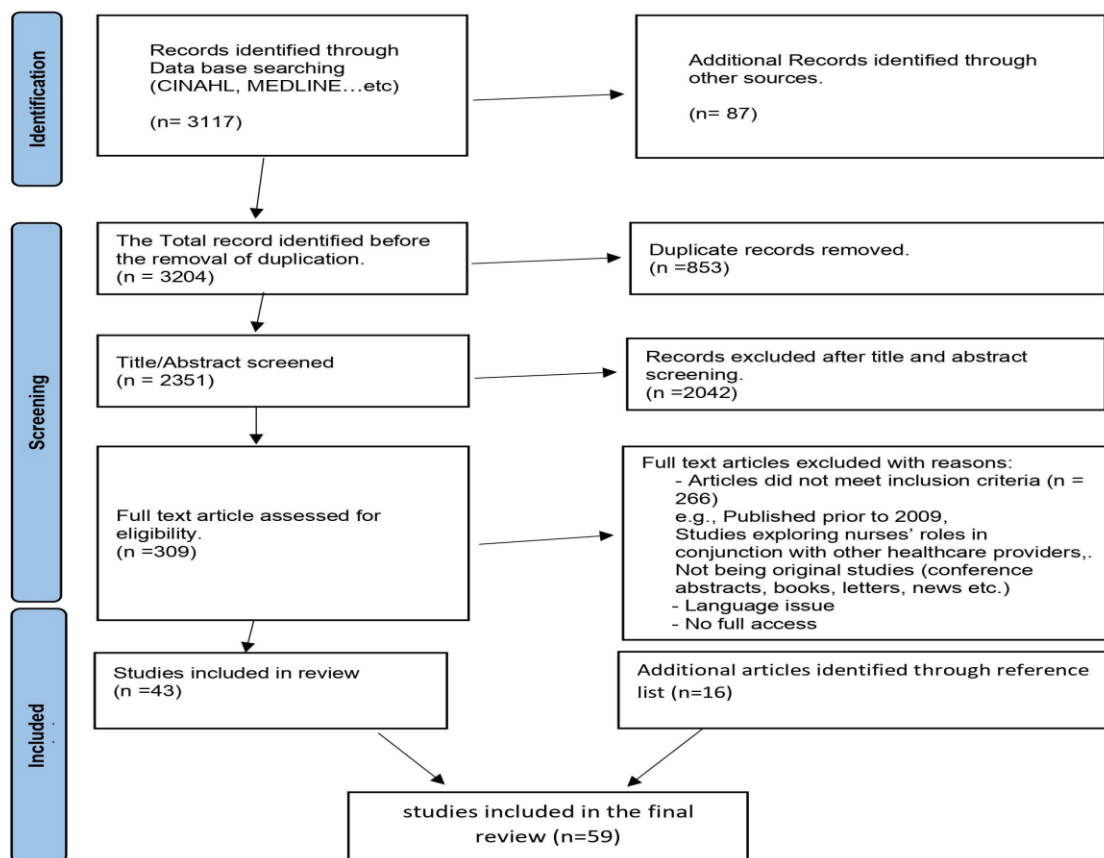 Identification
Records identified through
Data base searching
(CINAHL, MEDLINE…etc)
(n= 3117)
Additional Records identified through
other sources.
(n= 87)
Screening
The Total record identified before
the removal of duplication.
(n = 3204)
Duplicate records removed.
(n =853)
Title/Abstract screened
(n = 2351)
Records excluded after title and abstract
screening.
(n =2042)
Full text article assessed for
eligibility.
(n =309)
Full text articles excluded with reasons:
- Articles did not meet inclusion criteria (n =
266)
e.g., Published prior to 2009,
Studies exploring nurses’ roles in
conjunction with other healthcare providers,.
Not being original studies (conference
abstracts, books, letters, news etc.)
- Language issue
- No full access
Included
Studies included in review
(n =43)
Additional articles identified through reference
list (n=16)
studies included in the final
review (n=59)